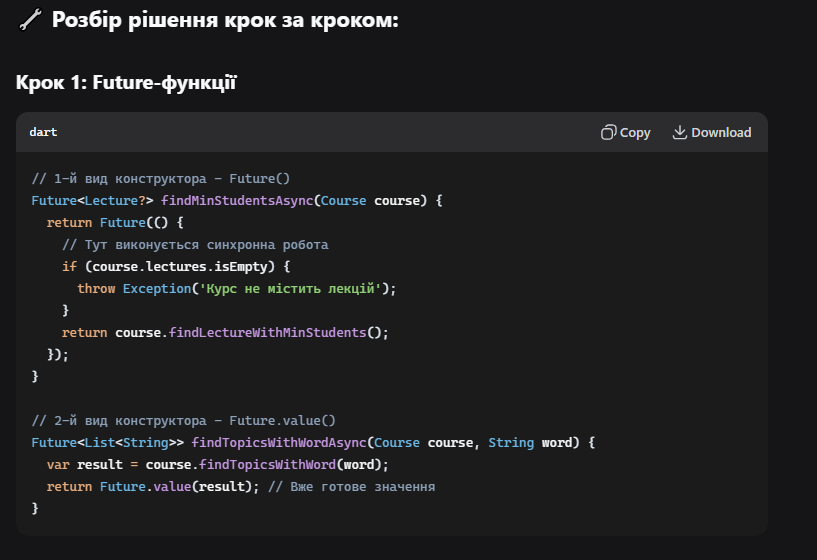 Розбір рішення крок за кроком:
Крок 1: Future-функції
dart
Copy
Download
// 1-й вид конструктора - Future()
Future<Lecture?> findMinStudentsAsync(Course course) {
  return Future(() {
    // Тут виконується синхронна робота
    if (course.lectures.isEmpty) {
      throw Exception('Курс не містить лекцій');
    }
    return course.findLectureWithMinStudents();
  });
}

// 2-й вид конструктора - Future.value()
Future<List<String>> findTopicsWithWordAsync(Course course, String word) {
  var result = course.findTopicsWithWord(word);
  return Future.value(result); // Вже готове значення
}